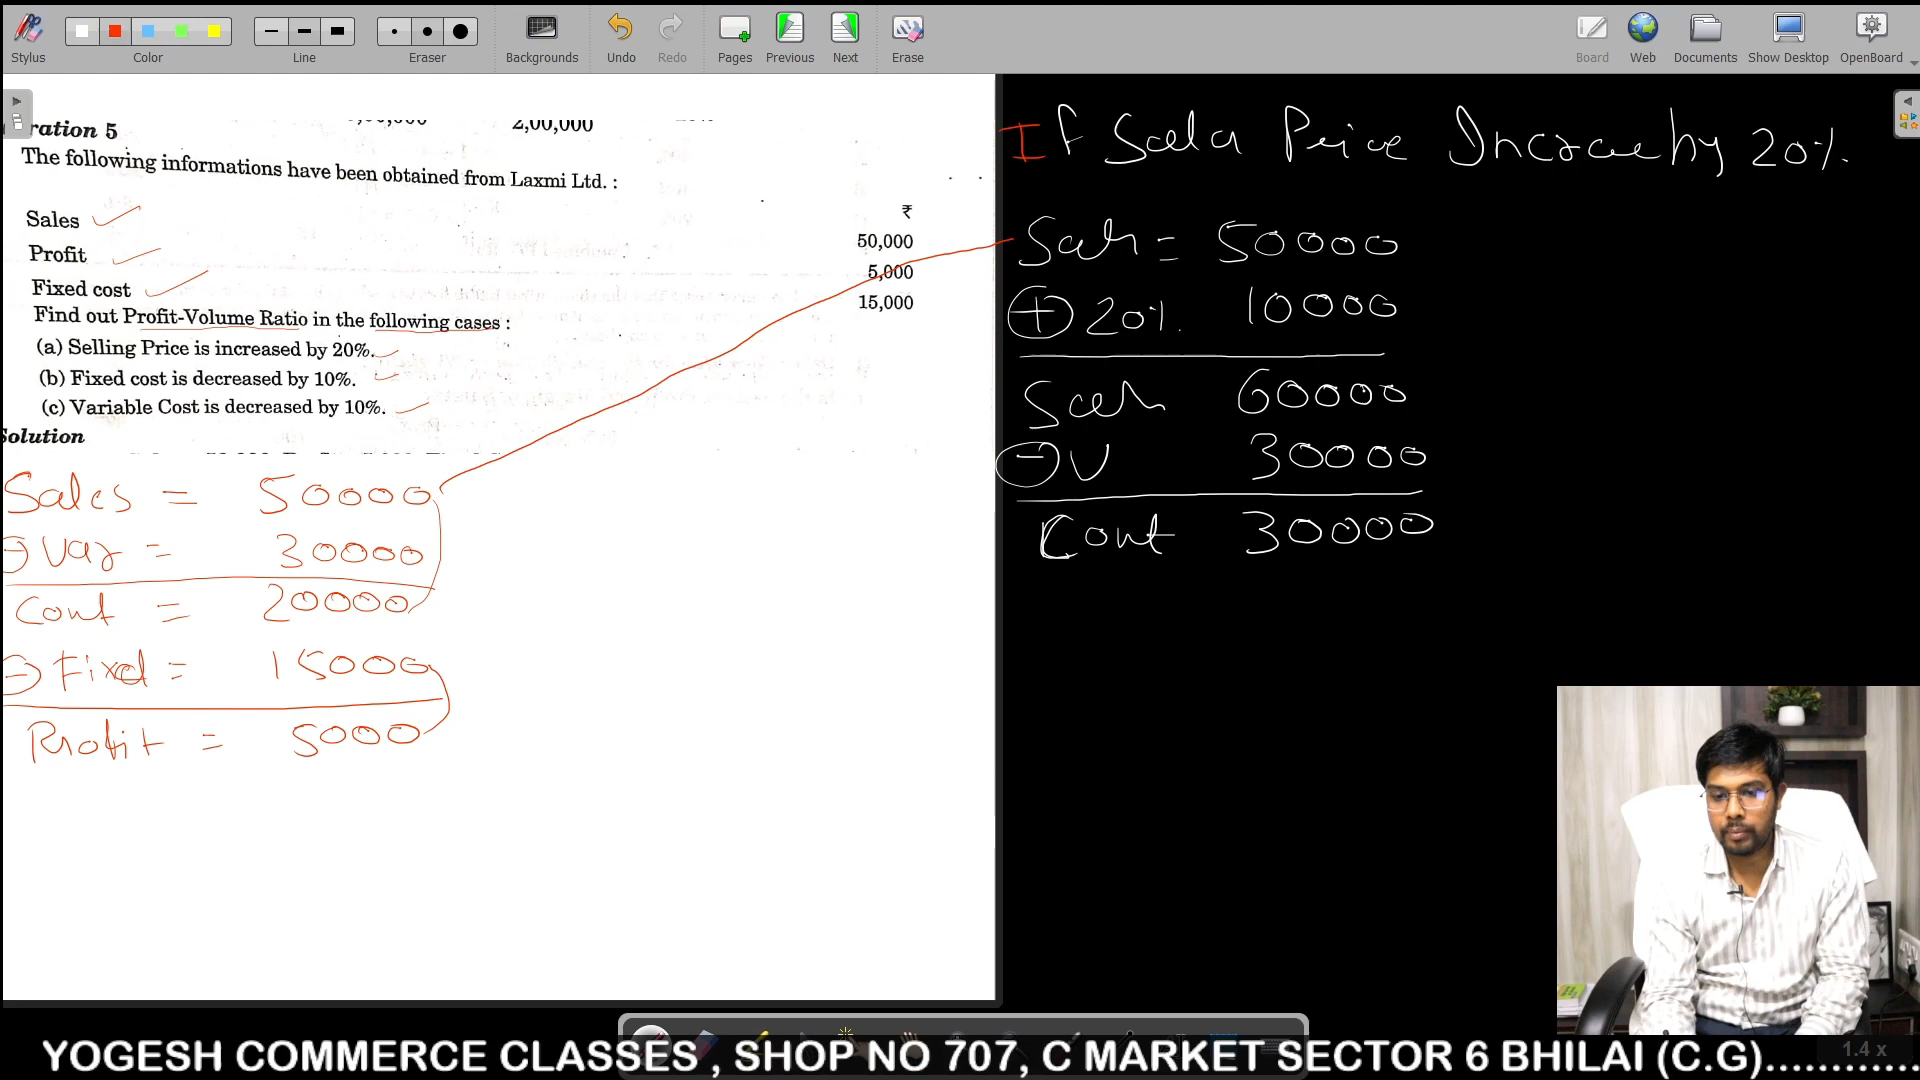 Stylus Color Line Eraser Backgrounds Undo Redo Pages Previous Next Erase Board Web Documents Show Desktop OpenBoard
2,00,000
ration 5
The following informations have been obtained from Laxmi Ltd. :
₹
Sales 50,000
Profit 5,000
Fixed cost 15,000
Find out Profit-Volume Ratio in the following cases :
(a) Selling Price is increased by 20%.
(b) Fixed cost is decreased by 10%.
(c) Variable Cost is decreased by 10%.
Solution
Sales = 50000
- Var = 30000
Cont = 20000
- Fixed = 15000
Profit = 5000
If Price by 20%
= 50000
+ 20% 10000
60000
- V 30000
Cont 30000
YOGESH COMMERCE CLASSES , SHOP NO 707, C MARKET SECTOR 6 BHILAI (C.G)............
1.4 x